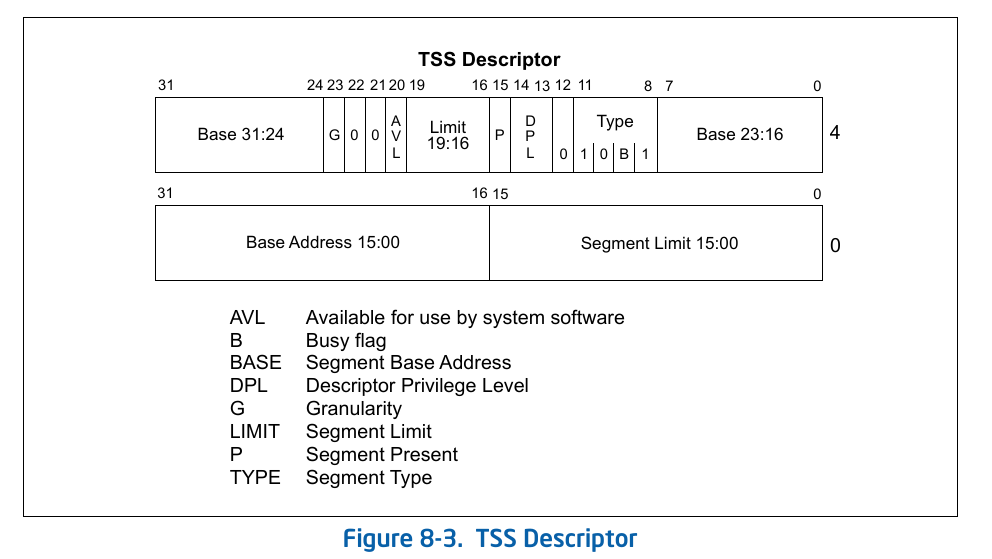 TSS Descriptor
31 24 23 22 21 20 19 16 15 14 13 12 11 8 7 0
Base 31:24 G 0 0 AVL Limit 19:16 P DPL 0 Type 1 0 B 1 Base 23:16 4
31 16 15 0
Base Address 15:00 Segment Limit 15:00 0
AVL Available for use by system software
B Busy flag
BASE Segment Base Address
DPL Descriptor Privilege Level
G Granularity
LIMIT Segment Limit
P Segment Present
TYPE Segment Type
Figure 8-3. TSS Descriptor